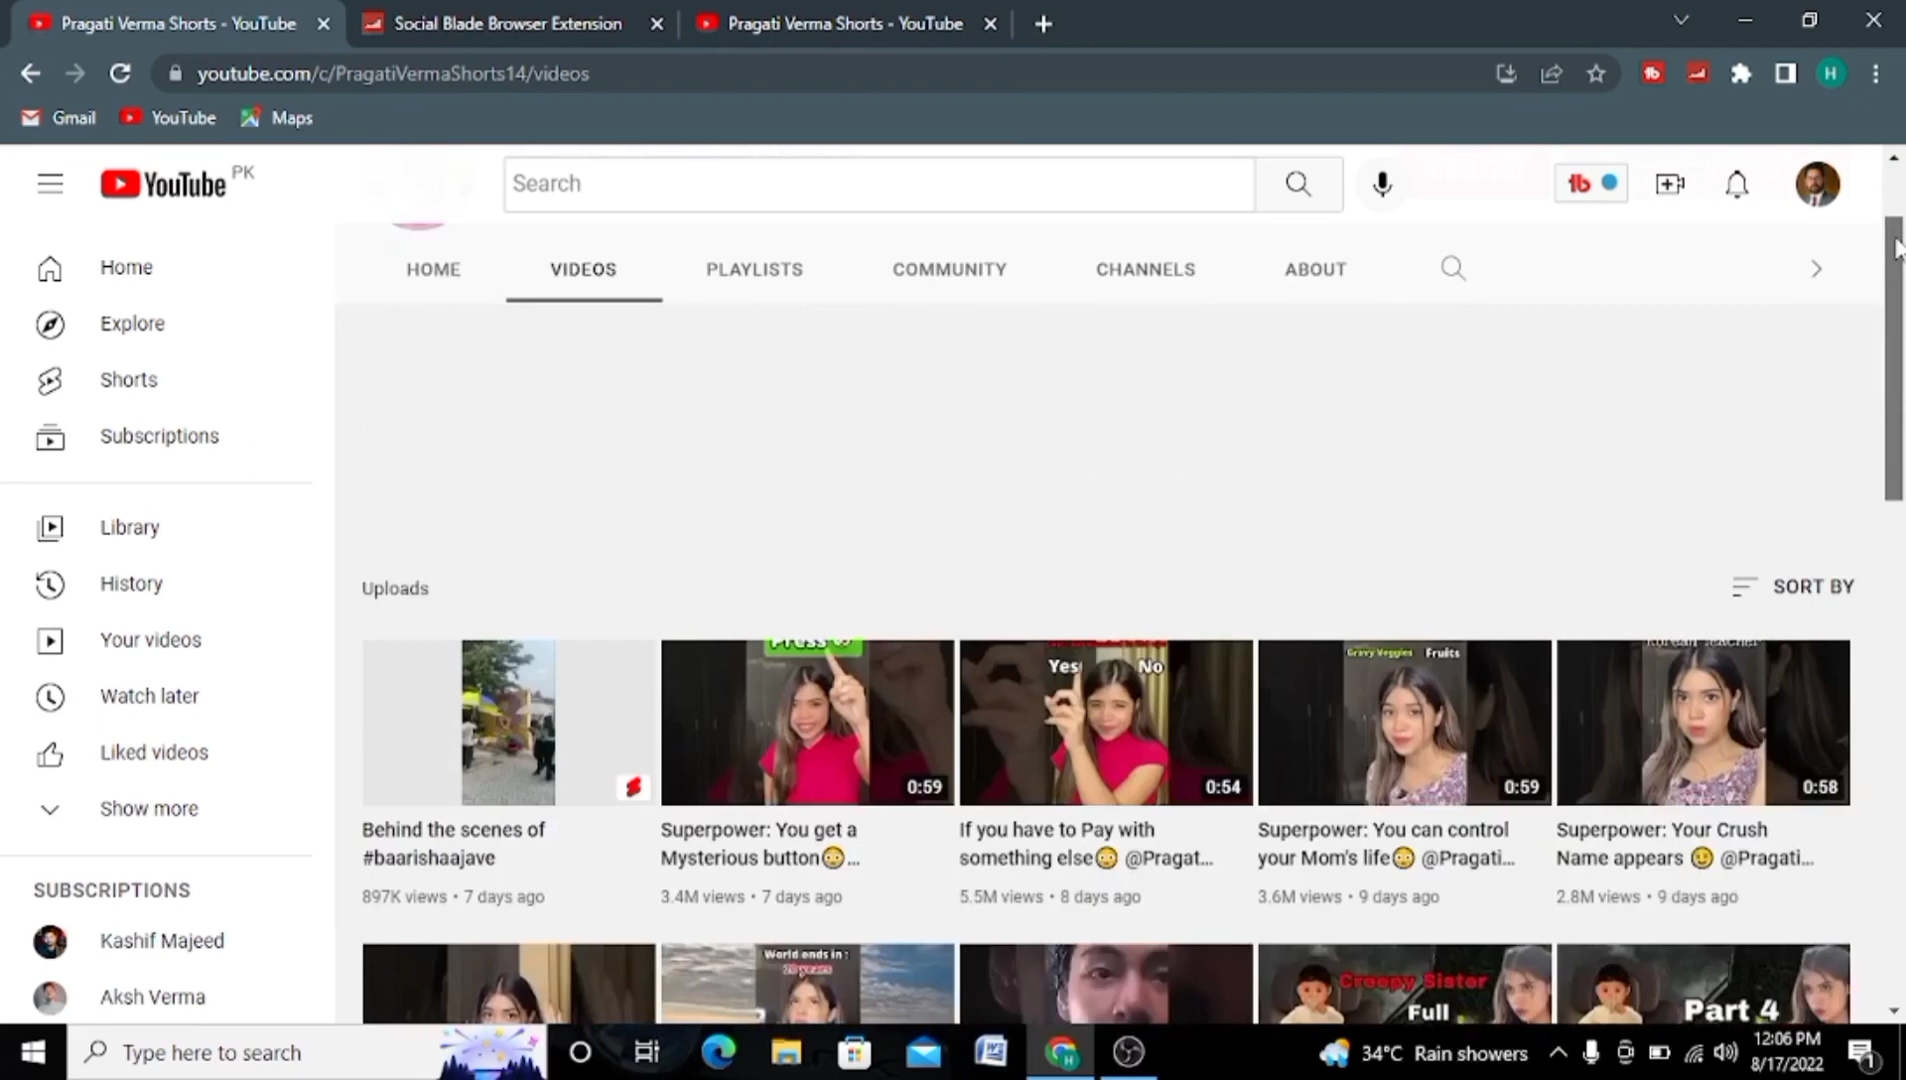 Pragati Verma Shorts - YouTube
Social Blade Browser Extension
Pragati Verma Shorts - YouTube
youtube.com/c/PragatiVermaShorts14/videos
tb
H
Gmail
YouTube
Maps
YouTube PK
Search
tb
HOME
VIDEOS
PLAYLISTS
COMMUNITY
CHANNELS
ABOUT
Home
Explore
Shorts
Subscriptions
Library
History
Your videos
Watch later
Liked videos
Show more
SUBSCRIPTIONS
Kashif Majeed
Aksh Verma
Uploads
SORT BY
Press
0:59
Yes No
0:54
Gravy Veggies Fruits
0:59
Korean Teacher
0:58
Behind the scenes of
#baarishaajave
897K views • 7 days ago
Superpower: You get a
Mysterious button😳...
3.4M views • 7 days ago
If you have to Pay with
something else😳 @Pragat...
5.5M views • 8 days ago
Superpower: You can control
your Mom's life😳 @Pragati...
3.6M views • 9 days ago
Superpower: Your Crush
Name appears 😉 @Pragati...
2.8M views • 9 days ago
World ends in :
20 years
Creepy Sister
Full
Part 4
Type here to search
H
34°C Rain showers
12:06 PM
8/17/2022
1